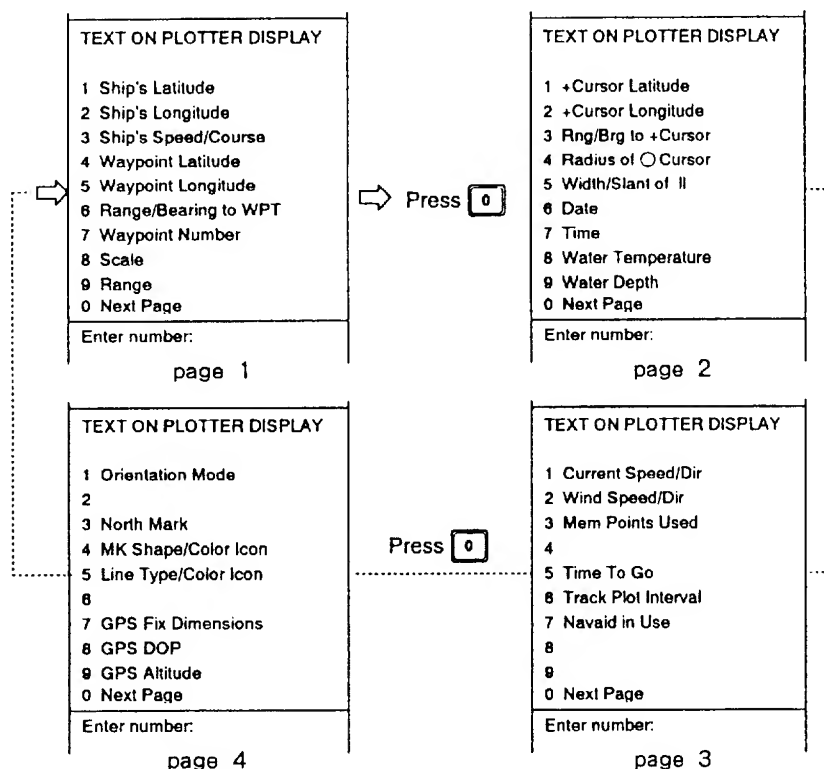 TEXT ON PLOTTER DISPLAY
1 Ship's Latitude
2 Ship's Longitude
3 Ship's Speed/Course
4 Waypoint Latitude
5 Waypoint Longitude
6 Range/Bearing to WPT
7 Waypoint Number
8 Scale
9 Range
0 Next Page
Enter number:
page 1
Press 0
TEXT ON PLOTTER DISPLAY
1 +Cursor Latitude
2 +Cursor Longitude
3 Rng/Brg to +Cursor
4 Radius of ○ Cursor
5 Width/Slant of II
6 Date
7 Time
8 Water Temperature
9 Water Depth
0 Next Page
Enter number:
page 2
TEXT ON PLOTTER DISPLAY
1 Orientation Mode
2
3 North Mark
4 MK Shape/Color Icon
5 Line Type/Color Icon
6
7 GPS Fix Dimensions
8 GPS DOP
9 GPS Altitude
0 Next Page
Enter number:
page 4
Press 0
TEXT ON PLOTTER DISPLAY
1 Current Speed/Dir
2 Wind Speed/Dir
3 Mem Points Used
4
5 Time To Go
6 Track Plot Interval
7 Navaid in Use
8
9
0 Next Page
Enter number:
page 3